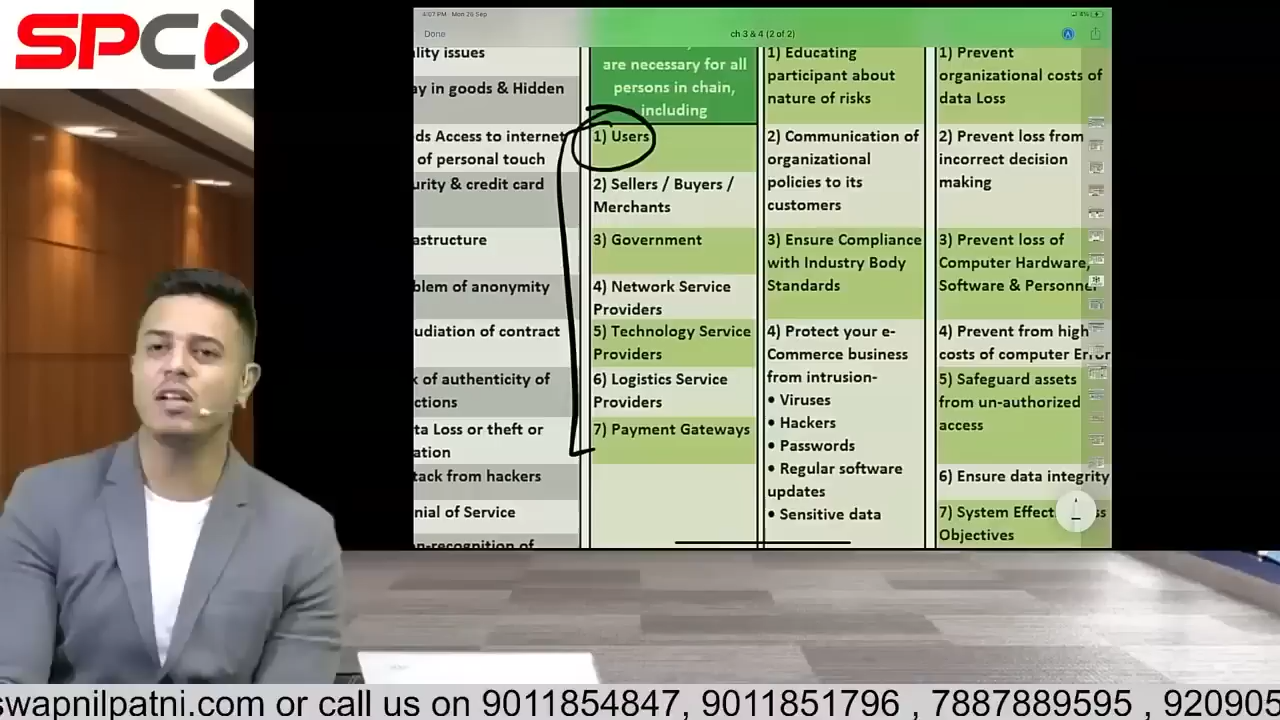 SPC
4:07 PM Mon 26 Sep
4%
Done
ch 3 & 4 (2 of 2)
lity issues
ay in goods & Hidden
ds Access to internet
of personal touch
urity & credit card
astructure
blem of anonymity
udiation of contract
k of authenticity of
ctions
ta Loss or theft or
ation
tack from hackers
nial of Service
n-recognition of
are necessary for all
persons in chain,
including
1) Users
2) Sellers / Buyers /
Merchants
3) Government
4) Network Service
Providers
5) Technology Service
Providers
6) Logistics Service
Providers
7) Payment Gateways
1) Educating
participant about
nature of risks
2) Communication of
organizational
policies to its
customers
3) Ensure Compliance
with Industry Body
Standards
4) Protect your e-
Commerce business
from intrusion-
• Viruses
• Hackers
• Passwords
• Regular software
updates
• Sensitive data
1) Prevent
organizational costs of
data Loss
2) Prevent loss from
incorrect decision
making
3) Prevent loss of
Computer Hardware,
Software & Personnel
4) Prevent from high
costs of computer Error
5) Safeguard assets
from un-authorized
access
6) Ensure data integrity
7) System Effect ss
Objectives
swapnilpatni.com or call us on 9011854847, 9011851796 , 7887889595 , 920905